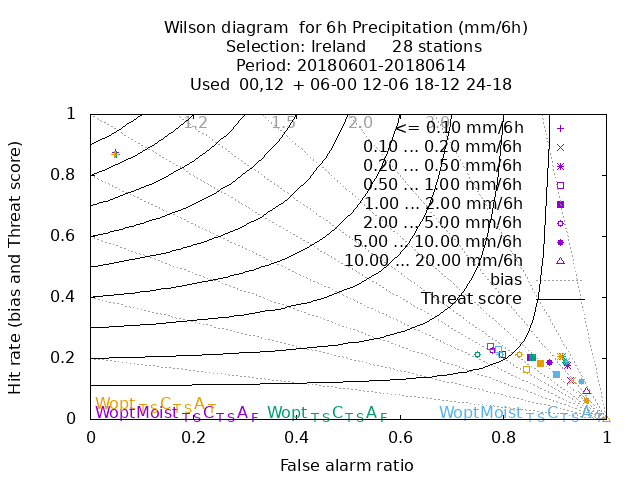 Wilson diagram for 6h Precipitation (mm/6h)
Selection: Ireland 28 stations
Period: 20180601-20180614
Used 00,12 + 06-00 12-06 18-12 24-18
1.2 1.5 2.0 3.0
<= 0.10 mm/6h
0.10 ... 0.20 mm/6h
0.20 ... 0.50 mm/6h
0.50 ... 1.00 mm/6h
1.00 ... 2.00 mm/6h
2.00 ... 5.00 mm/6h
5.00 ... 10.00 mm/6h
10.00 ... 20.00 mm/6h
bias
Threat score
Hit rate (bias and Threat score)
1
0.8
0.6
0.4
0.2
0
Wopt_TSCTSAT
WoptMoist_TSCTSAF Wopt_TSCTSAF WoptMoist_TSCTSAT
0 0.2 0.4 0.6 0.8 1
False alarm ratio